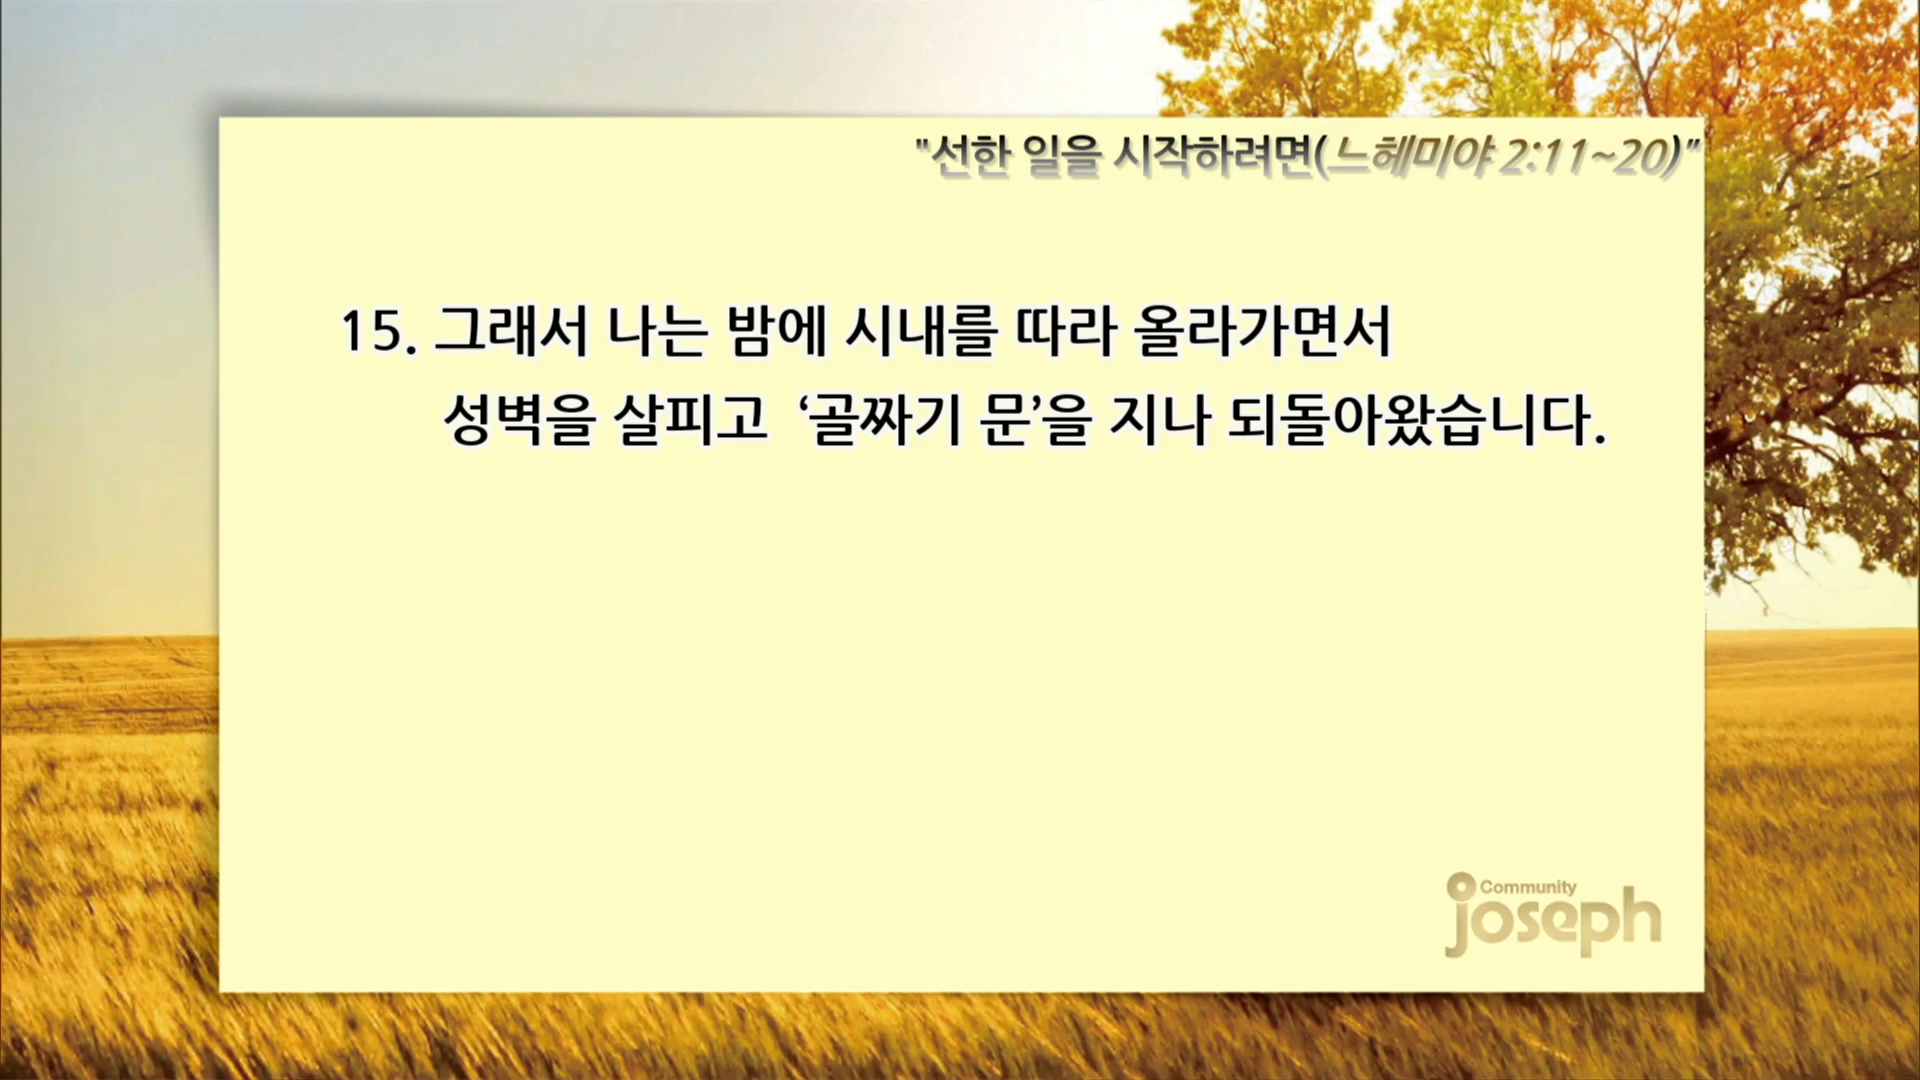 "선한 일을 시작하려면(느헤미야 2:11~20)”
15. 그래서 나는 밤에 시내를 따라 올라가면서
성벽을 살피고 ‘골짜기 문’을 지나 되돌아왔습니다.
Community
joseph